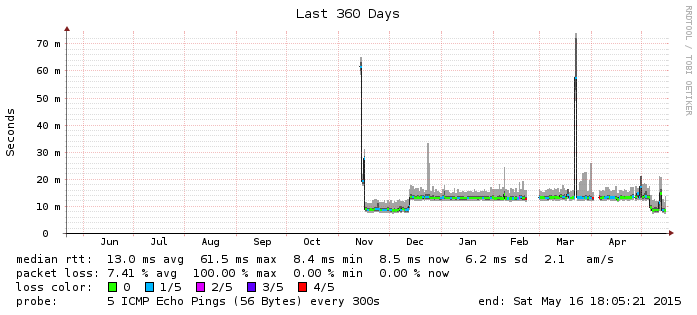 Last 360 Days
RRDTOOL / TOBI OETIKER
Seconds
70 m
60 m
50 m
40 m
30 m
20 m
10 m
0
Jun Jul Aug Sep Oct Nov Dec Jan Feb Mar Apr
median rtt: 13.0 ms avg 61.5 ms max 8.4 ms min 8.5 ms now 6.2 ms sd 2.1 am/s
packet loss: 7.41 % avg 100.00 % max 0.00 % min 0.00 % now
loss color: 0 1/5 2/5 3/5 4/5
probe: 5 ICMP Echo Pings (56 Bytes) every 300s end: Sat May 16 18:05:21 2015